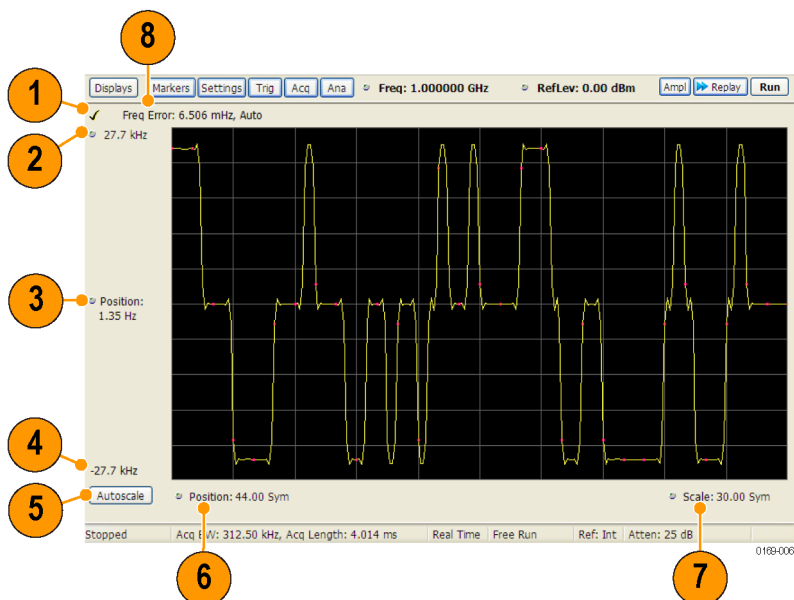 8
Displays Markers Settings Trig Acq Ana Freq: 1.000000 GHz RefLev: 0.00 dBm Ampl Replay Run
1
Freq Error: 6.506 mHz, Auto
2
27.7 kHz
3
Position:
1.35 Hz
4
-27.7 kHz
5
Autoscale Position: 44.00 Sym Scale: 30.00 Sym
Stopped Acq BW: 312.50 kHz, Acq Length: 4.014 ms Real Time Free Run Ref: Int Atten: 25 dB
0169-006
6
7